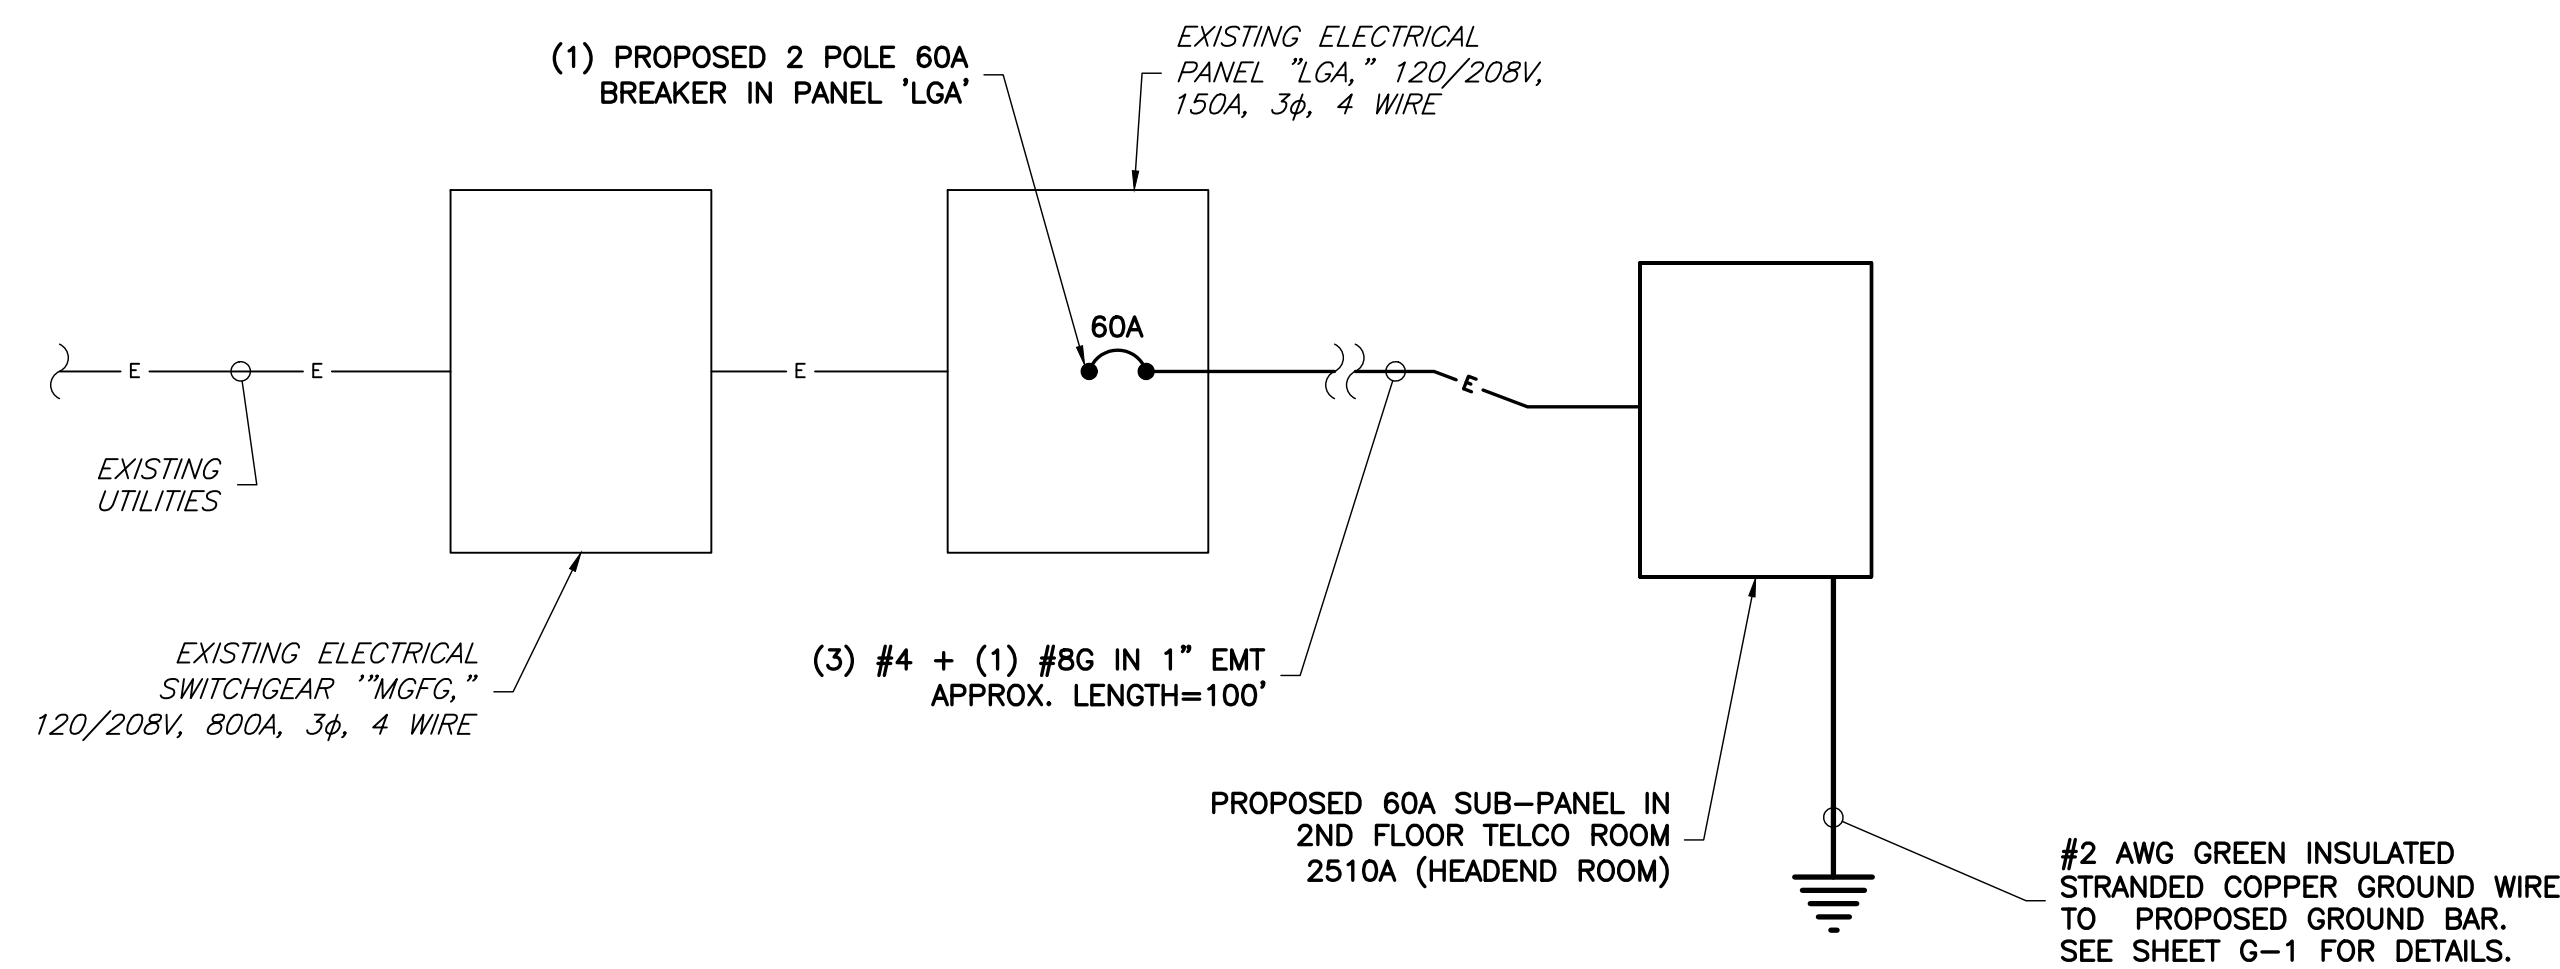 (1) PROPOSED 2 POLE 60A
BREAKER IN PANEL 'LGA'
EXISTING ELECTRICAL
PANEL "LGA," 120/208V,
150A, 3ϕ, 4 WIRE
60A
E
E
E
E
EXISTING
UTILITIES
EXISTING ELECTRICAL
SWITCHGEAR '"MGFG,"
120/208V, 800A, 3ϕ, 4 WIRE
(3) #4 + (1) #8G IN 1" EMT
APPROX. LENGTH=100'
PROPOSED 60A SUB-PANEL IN
2ND FLOOR TELCO ROOM
2510A (HEADEND ROOM)
#2 AWG GREEN INSULATED
STRANDED COPPER GROUND WIRE
TO PROPOSED GROUND BAR.
SEE SHEET G-1 FOR DETAILS.